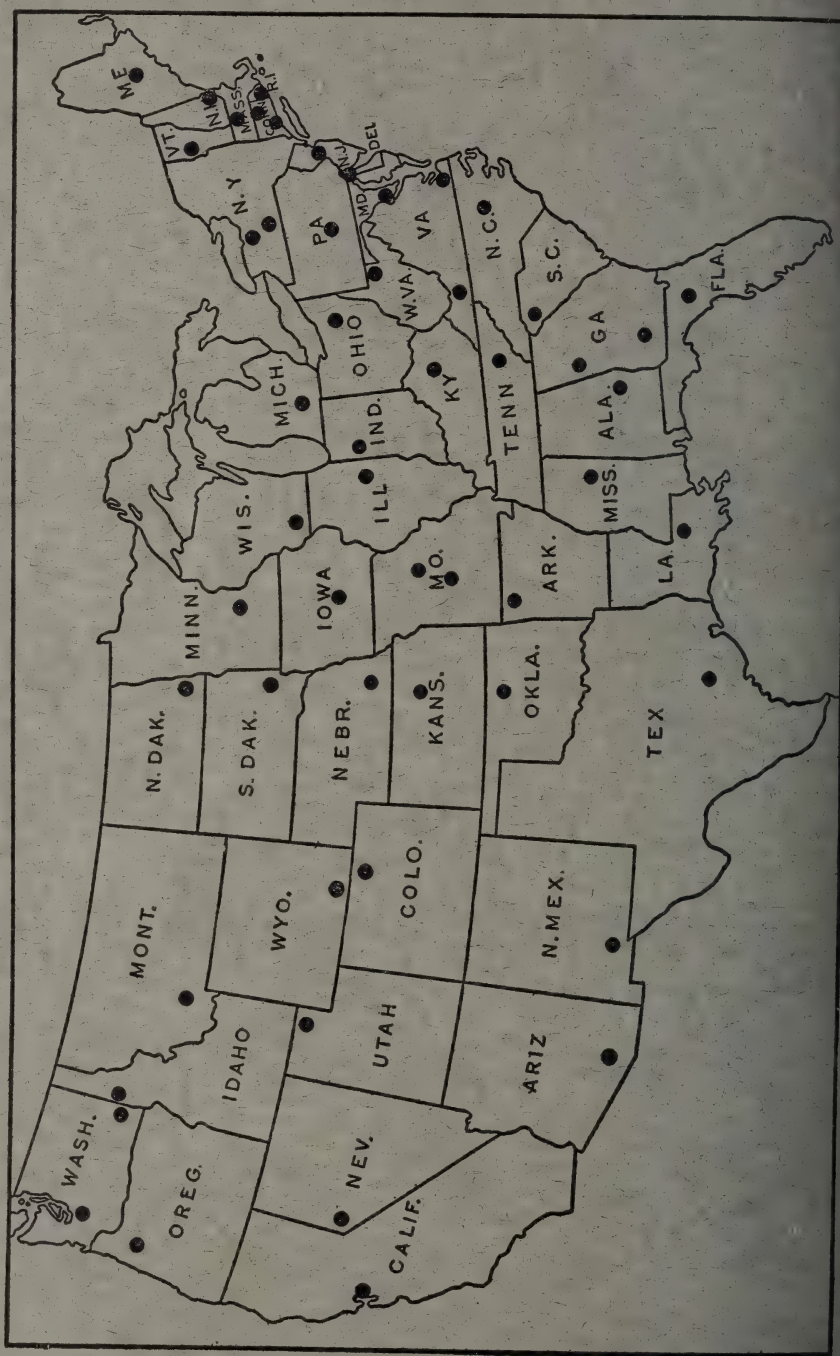 WASH.
OREG.
CALIF.
NEV.
IDAHO
MONT.
WYO.
UTAH
ARIZ
COLO.
N.MEX.
N. DAK.
S. DAK.
NEBR.
KANS.
OKLA.
TEX
MINN.
IOWA
MO.
ARK.
LA.
WIS.
ILL
MICH.
IND.
OHIO
KY
TENN
MISS.
ALA.
GA
FLA.
S.C.
N.C.
VA
W.VA.
MD.
DEL
PA
N.J
N.Y
VT.
N.H
MASS.
CONN
R.I
ME